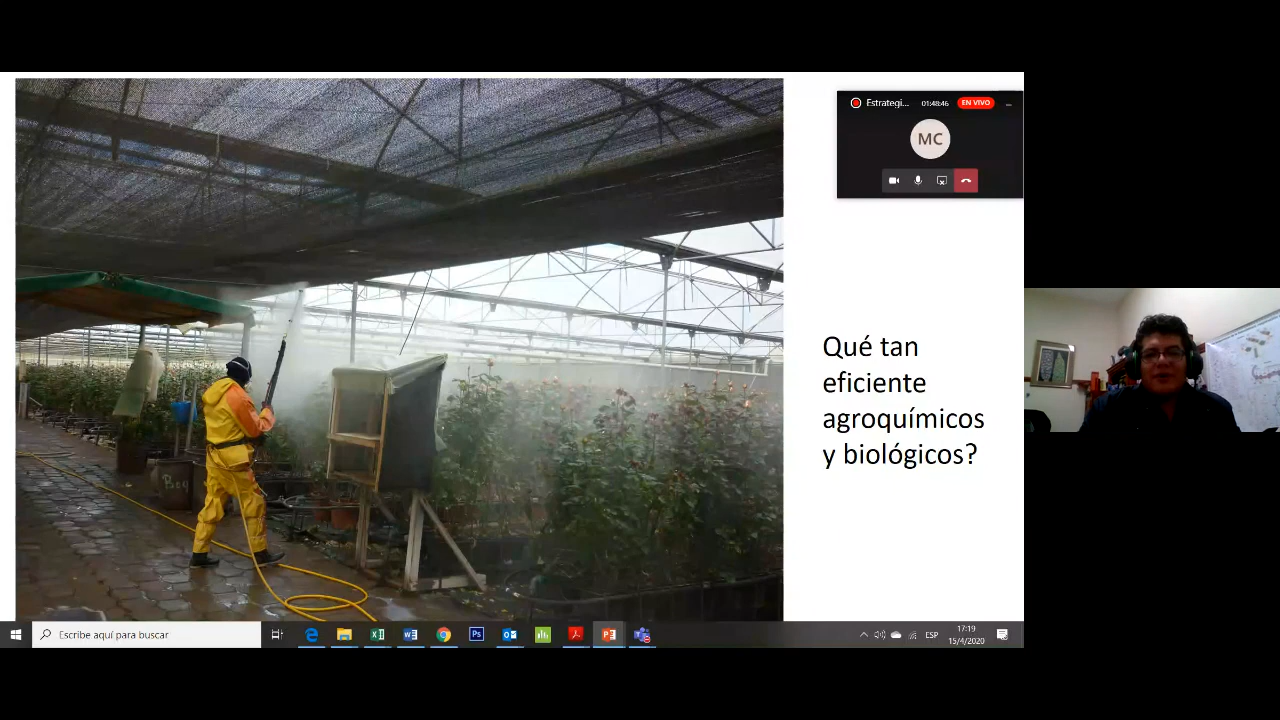 Estrategi...
01:48:46
EN VIVO
MC
Qué tan
eficiente
agroquímicos
y biológicos?
Escribe aquí para buscar
ESP
17:19
15/4/2020